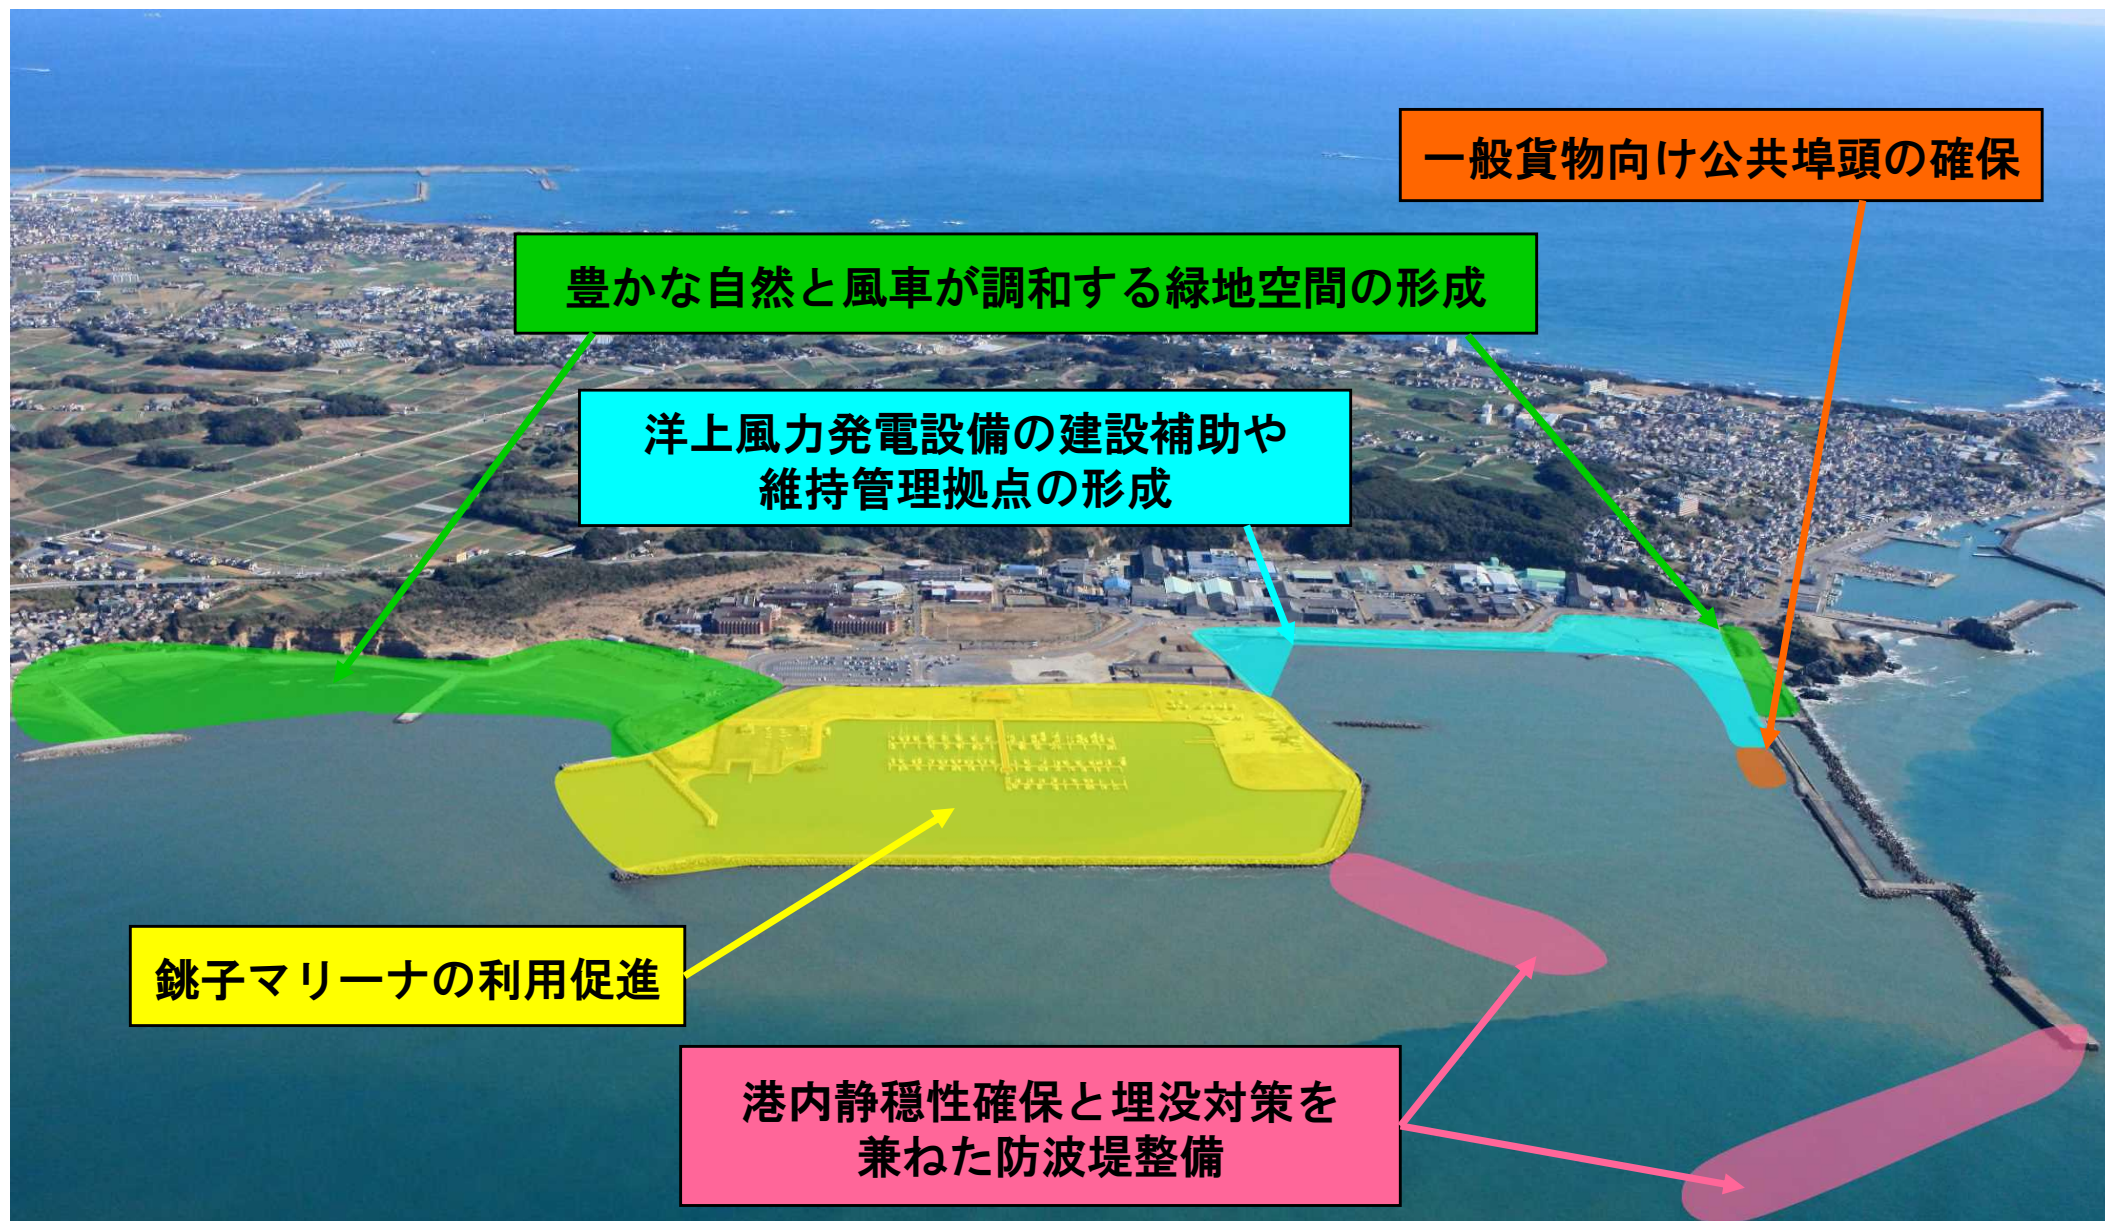 一般貨物向け公共埠頭の確保
豊かな自然と風車が調和する緑地空間の形成
洋上風力発電設備の建設補助や
維持管理拠点の形成
銚子マリーナの利用促進
港内静穏性確保と埋没対策を
兼ねた防波堤整備